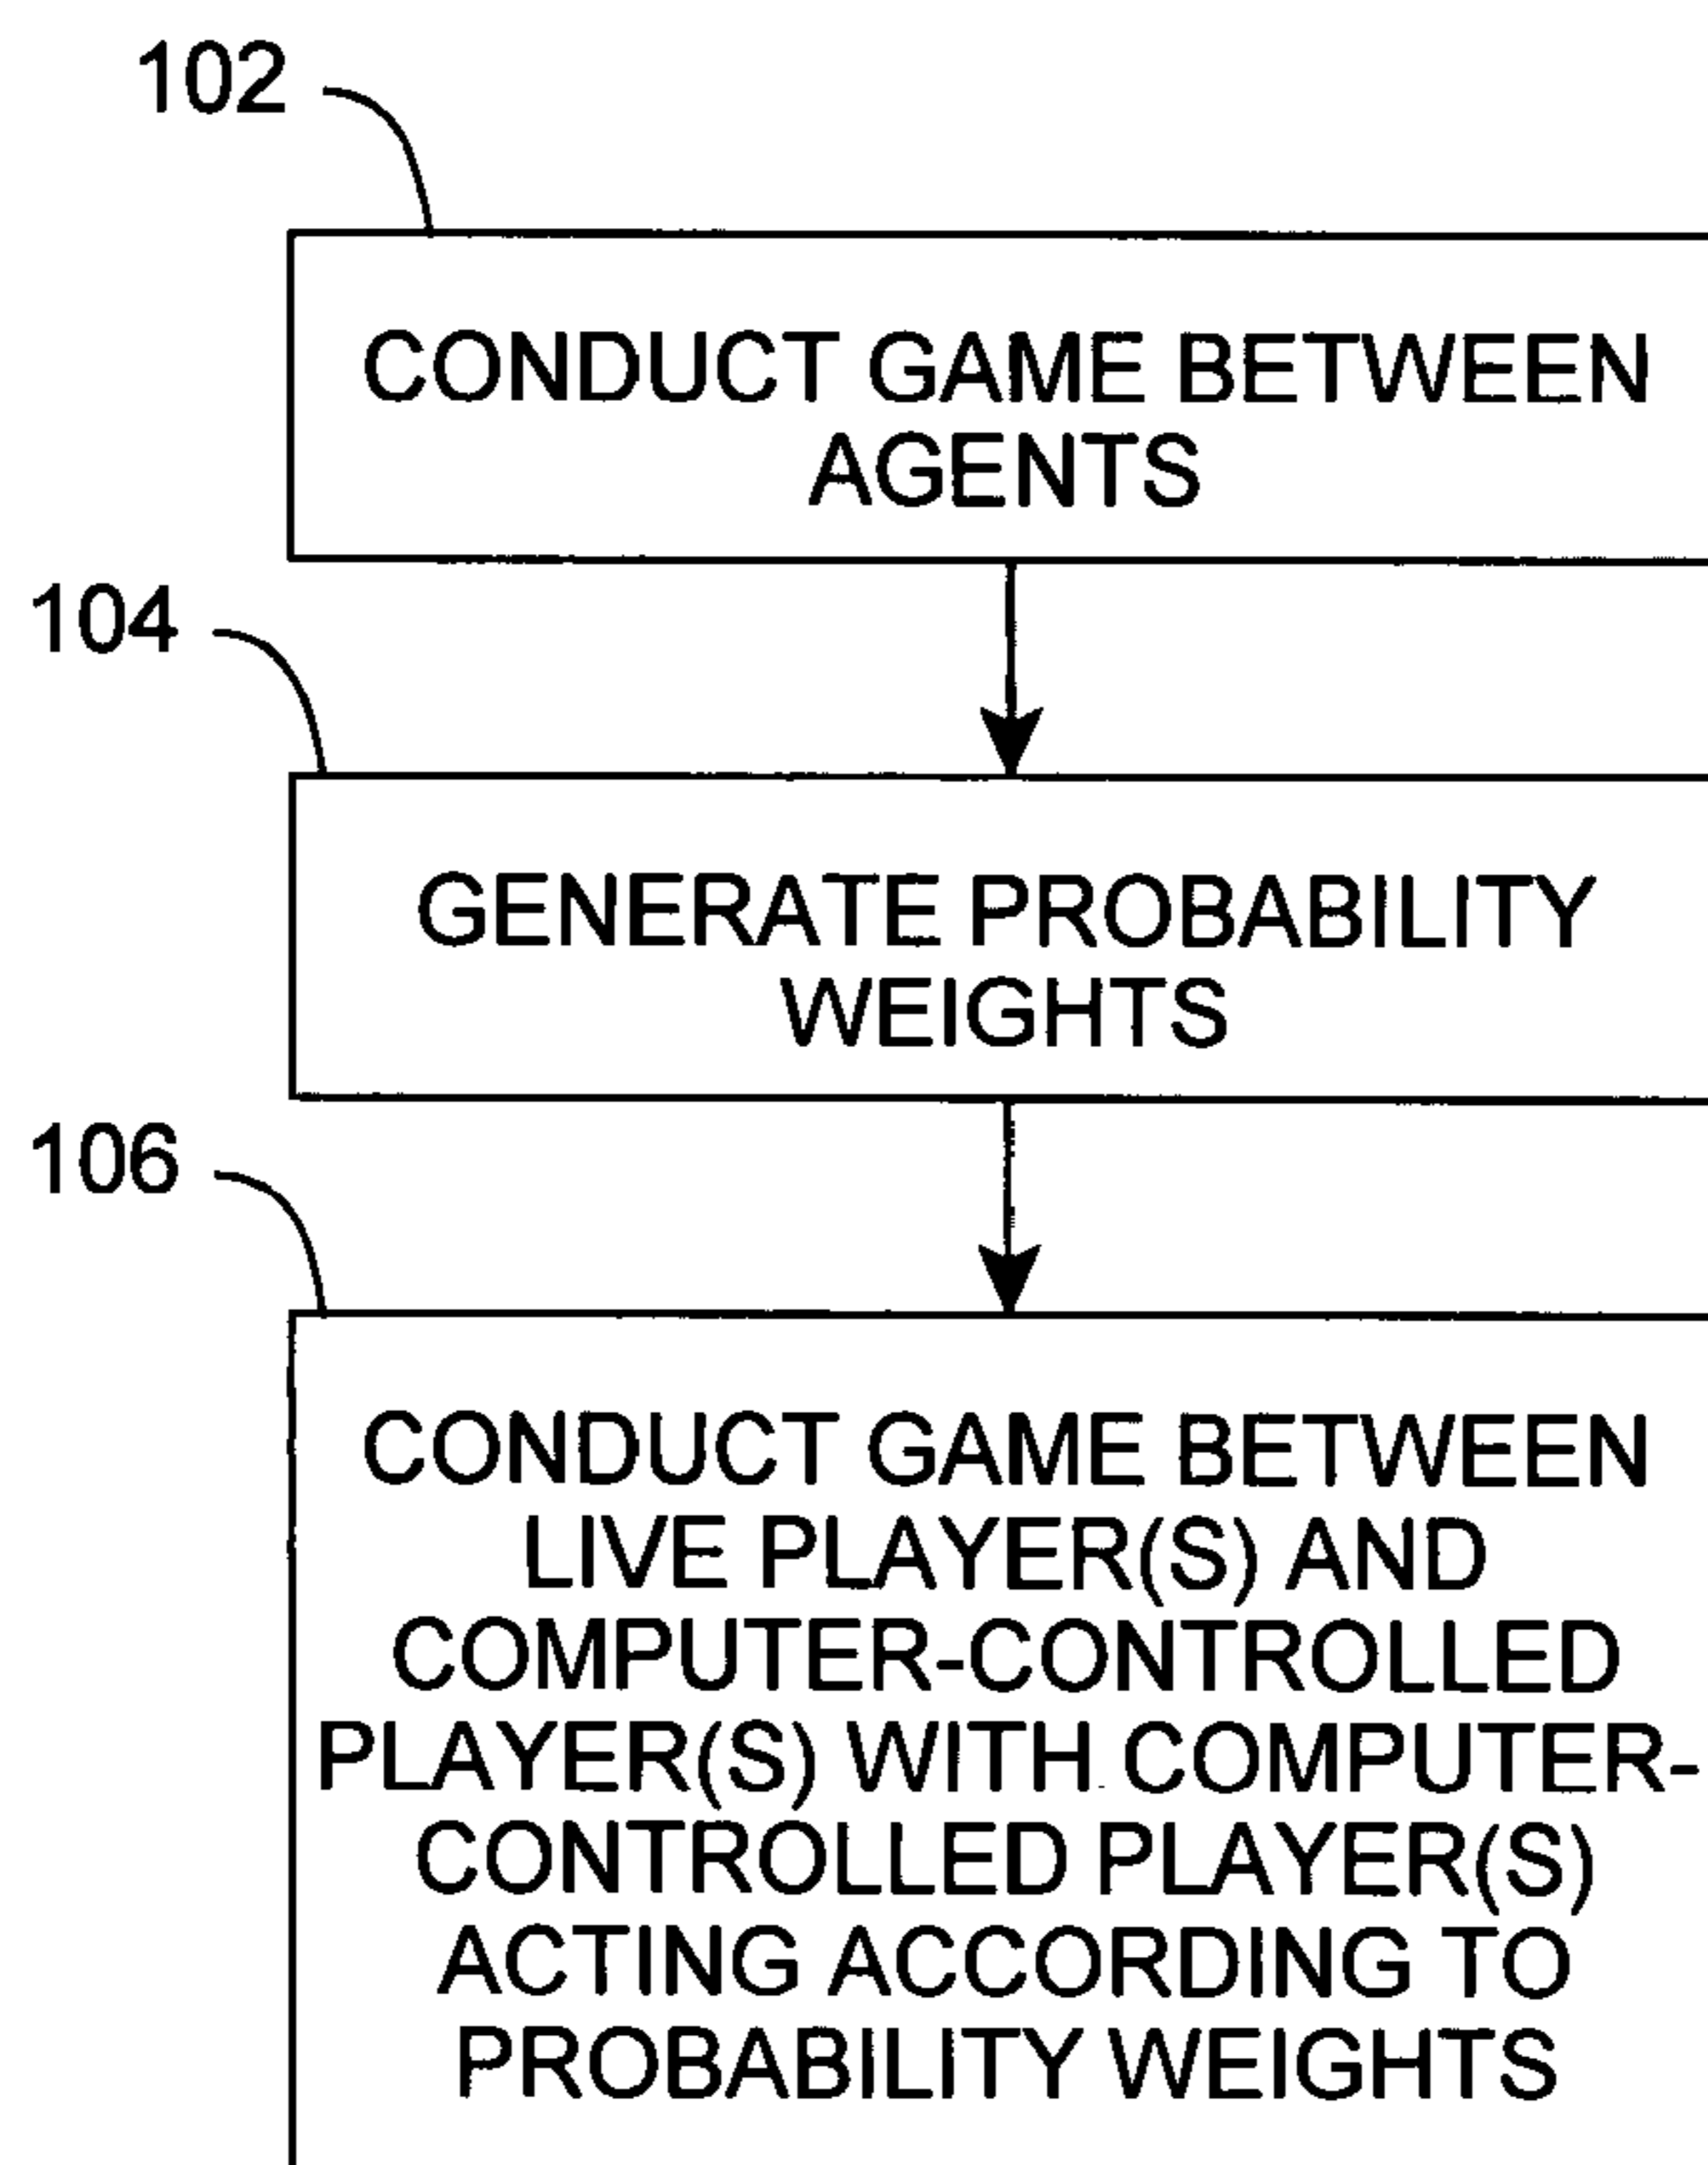 102
CONDUCT GAME BETWEEN
AGENTS
104
GENERATE PROBABILITY
WEIGHTS
106
CONDUCT GAME BETWEEN
LIVE PLAYER(S) AND
COMPUTER-CONTROLLED
PLAYER(S) WITH COMPUTER-
CONTROLLED PLAYER(S)
ACTING ACCORDING TO
PROBABILITY WEIGHTS